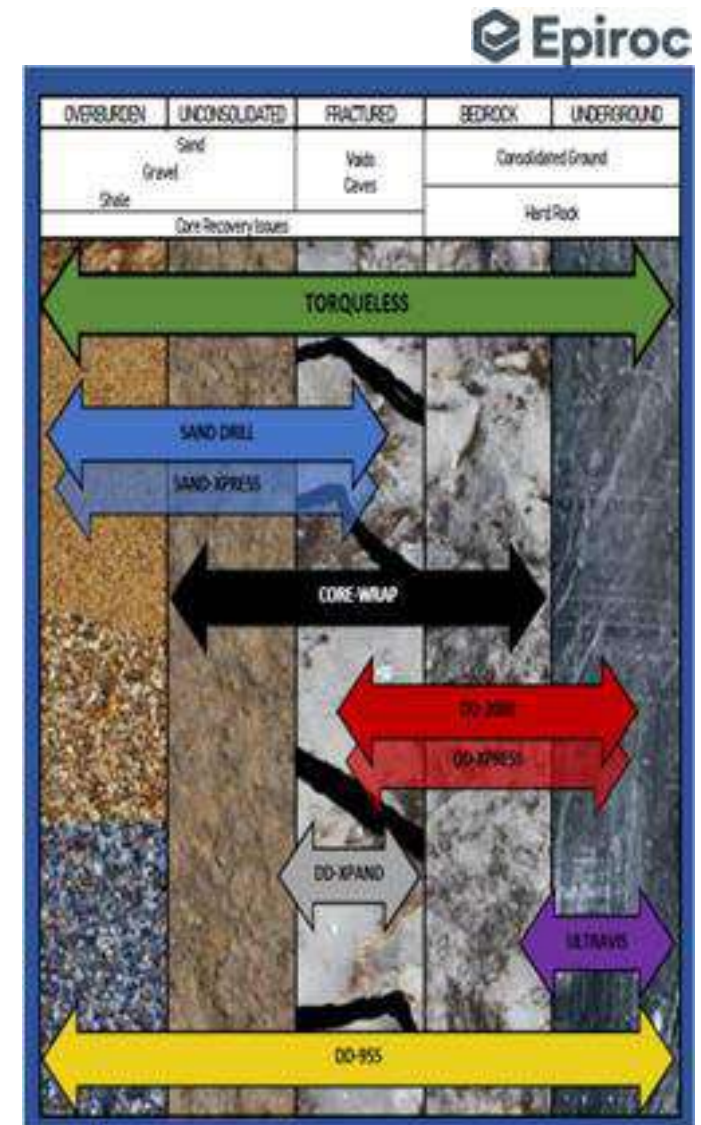 Epiroc
OVERBURDEN UNCONSOLIDATED FRACTURED BEDROCK UNDERGROUND
Sand
Gravel
Shale
Voids
Caves
Consolidated Ground
Hard Rock
Core Recovery Issues
TORQUELESS
SAND DRILL
SAND-XPRESS
CORE-WRAP
DD-2000
DD-XPRESS
DD-XPAND
ULTRAVIS
DD-955